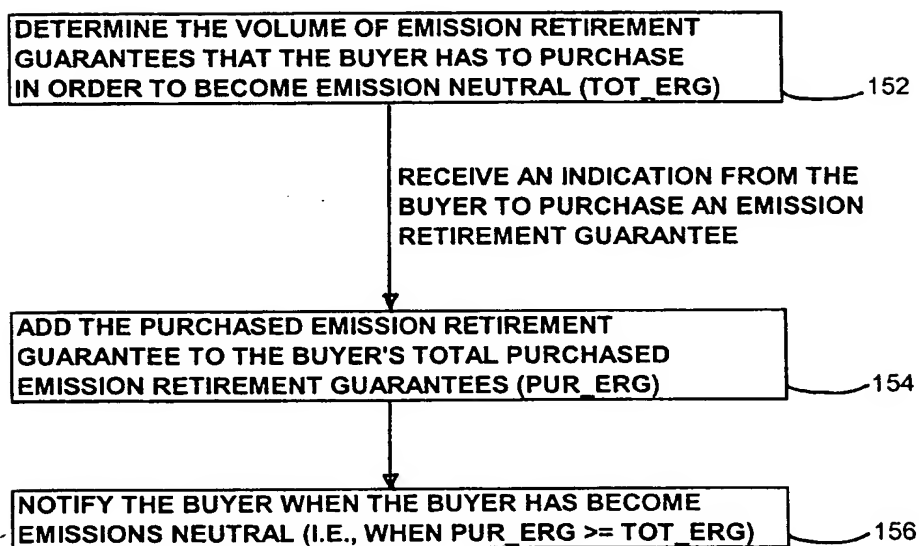 DETERMINE THE VOLUME OF EMISSION RETIREMENT
GUARANTEES THAT THE BUYER HAS TO PURCHASE
IN ORDER TO BECOME EMISSION NEUTRAL (TOT_ERG)
152
RECEIVE AN INDICATION FROM THE
BUYER TO PURCHASE AN EMISSION
RETIREMENT GUARANTEE
ADD THE PURCHASED EMISSION RETIREMENT
GUARANTEE TO THE BUYER'S TOTAL PURCHASED
EMISSION RETIREMENT GUARANTEES (PUR_ERG)
154
NOTIFY THE BUYER WHEN THE BUYER HAS BECOME
EMISSIONS NEUTRAL (I.E., WHEN PUR_ERG >= TOT_ERG)
156